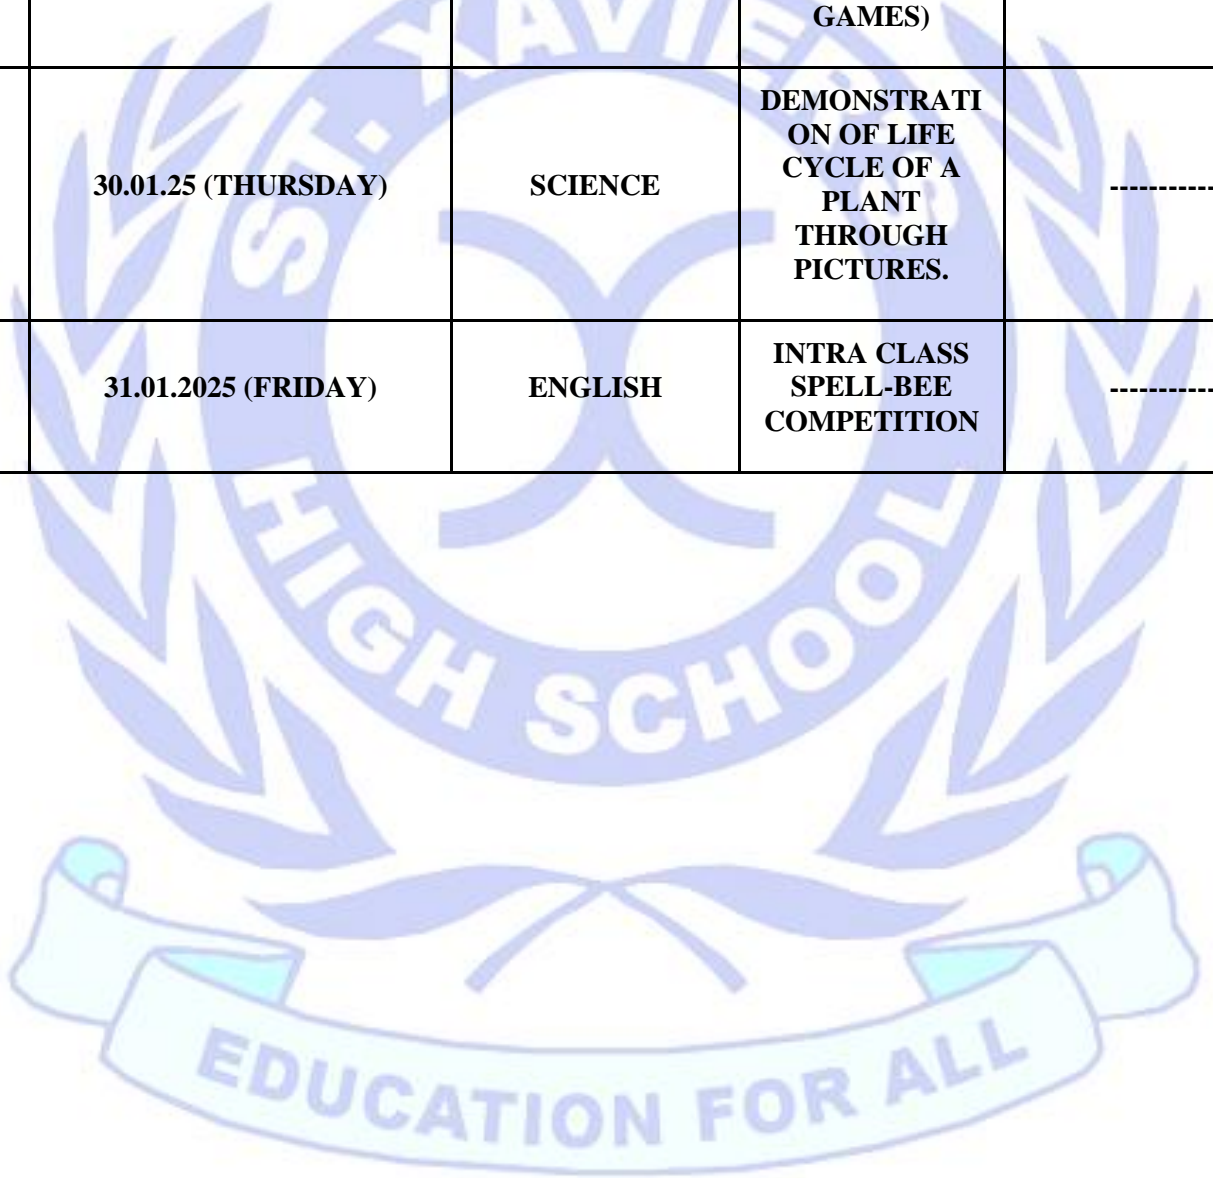 GAMES)
30.01.25 (THURSDAY)
SCIENCE
DEMONSTRATI
ON OF LIFE
CYCLE OF A
PLANT
THROUGH
PICTURES.
-----------
31.01.2025 (FRIDAY)
ENGLISH
INTRA CLASS
SPELL-BEE
COMPETITION
-----------
ST. XAVIER'S
HIGH SCHOOL
EDUCATION FOR ALL